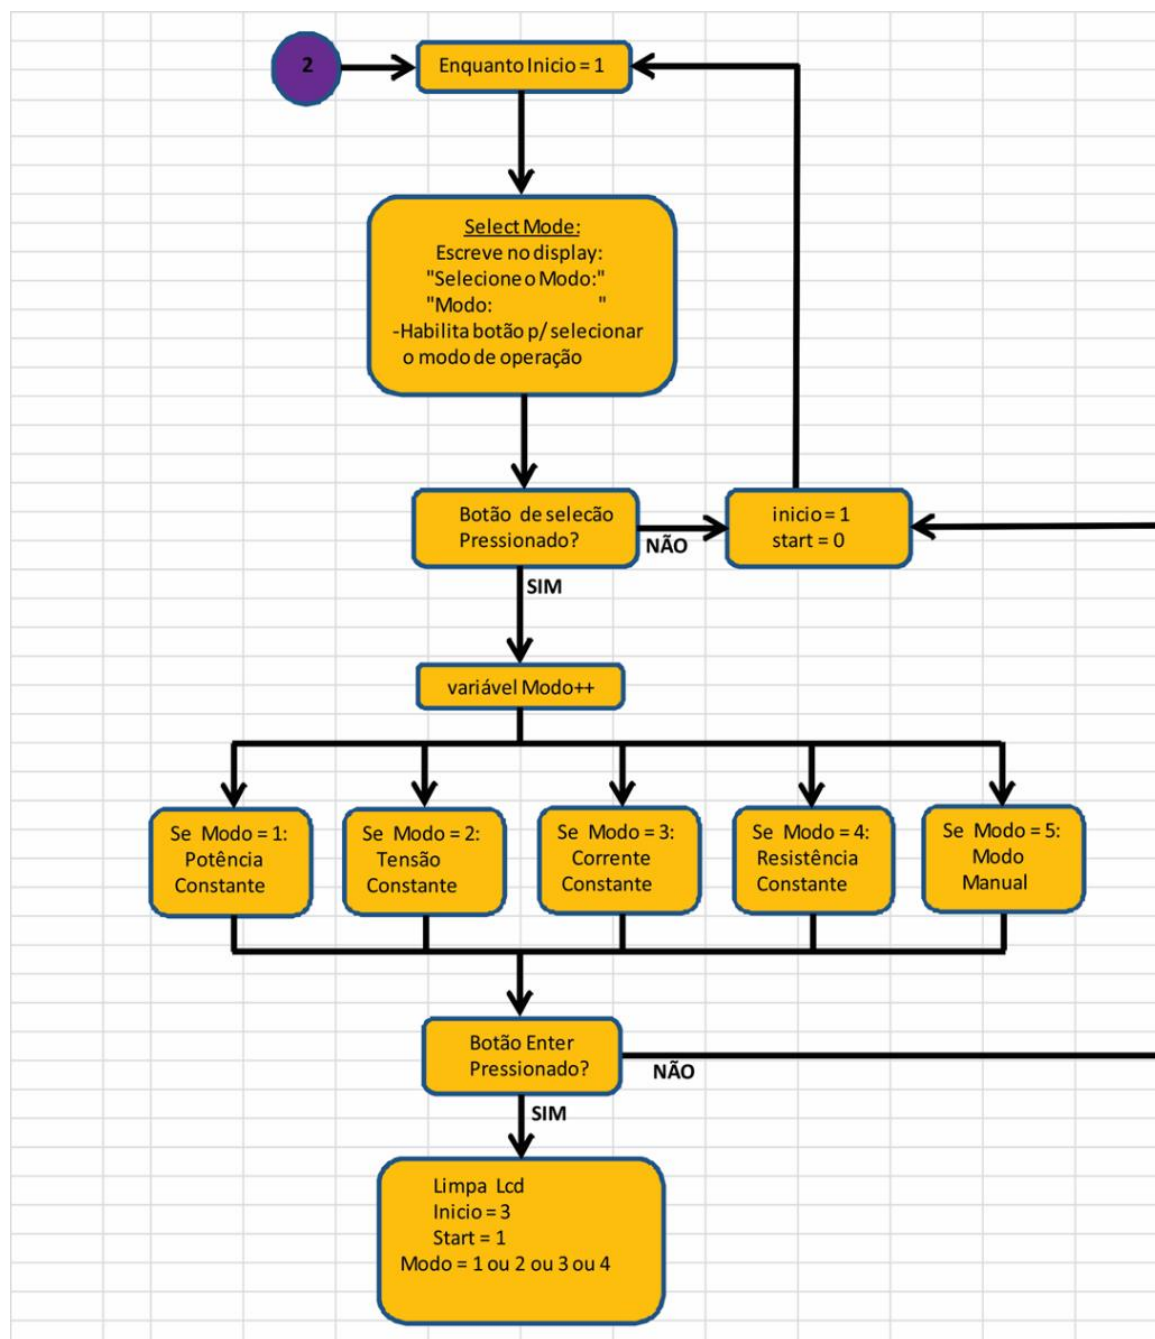 2
Enquanto Inicio = 1
Select Mode:
Escreve no display:
"Selecione o Modo:"
"Modo: "
-Habilita botão p/ selecionar
o modo de operação
Botão de selecão
Pressionado?
NÃO
inicio = 1
start = 0
SIM
variável Modo++
Se Modo = 1:
Potência
Constante
Se Modo = 2:
Tensão
Constante
Se Modo = 3:
Corrente
Constante
Se Modo = 4:
Resistência
Constante
Se Modo = 5:
Modo
Manual
Botão Enter
Pressionado?
NÃO
SIM
Limpa Lcd
Inicio = 3
Start = 1
Modo = 1 ou 2 ou 3 ou 4